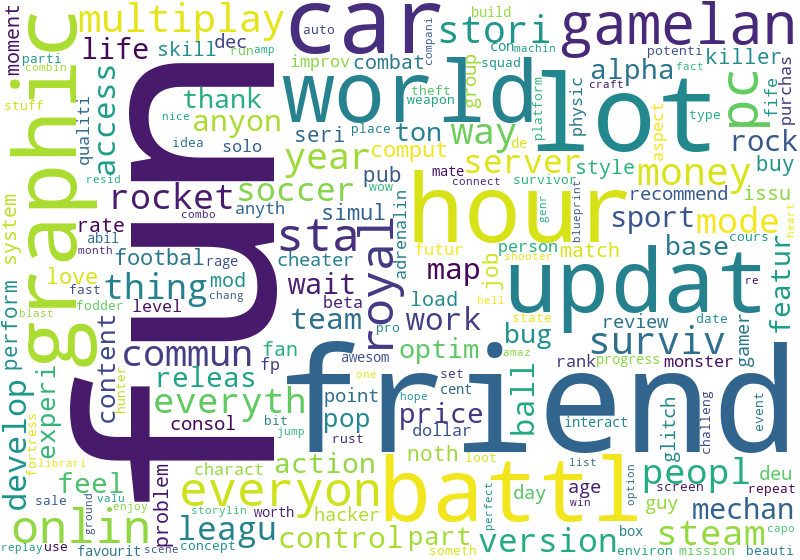 moment
parti
auto
compani
build
car
gamelan
multiplay
stori
con
machin
run
amp
potenti
fact
combin
life
skill
dec
improv
combat
squad
killer
purchas
stuff
graphic
access
qualiti
thank
theft
weapon
group
platform
physic
alpha
pc
fife
craft
nice
anyon
seri
place
ton
way
de
aspect
type
idea
solo
world
lot
rock
year
comput
server
style
money
buy
resid
fun
rocket
soccer
pub
mate
wow
connect
survivor
recommend
issu
combo
anyth
simul
adrenalin
hour
genr
blueprint
sport
mode
heart
system
rate
abil
month
footbal
rage
sta
cheater
futur
person
match
cours
love
fast
chang
mod
royal
job
shooter
base
featur
re
perform
fodder
thing
wait
map
hell
level
beta
load
updat
blast
content
team
work
pro
state
review
date
gamer
commun
fan
optim
bug
surviv
hunter
fp
awesom
amaz
rank
progress
monster
develop
experi
releas
one
friend
set
cent
ball
everyth
point
price
hope
interact
glitch
challeng
event
fortress
consol
bit
jump
pop
rust
dollar
librari
problem
charact
action
noth
loot
battl
list
option
peopl
deu
feel
everyon
day
age
guy
screen
repeat
sale
valu
enjoy
storylin
worth
hacker
perfect
win
mechan
onlin
ground
leagu
control
part
version
box
steam
capo
replay
use
favourit
scene
concept
someth
environ
mission
beauti